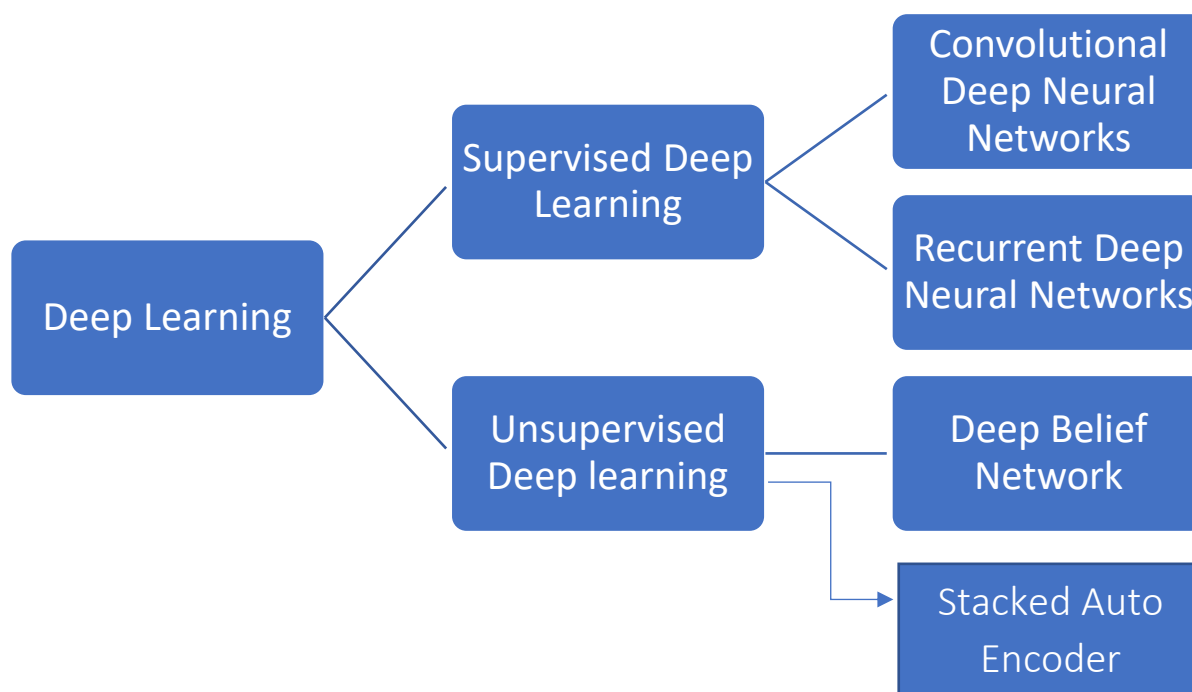 Convolutional
Deep Neural
Networks
Supervised Deep
Learning
Recurrent Deep
Neural Networks
Deep Learning
Unsupervised
Deep learning
Deep Belief
Network
Stacked Auto
Encoder